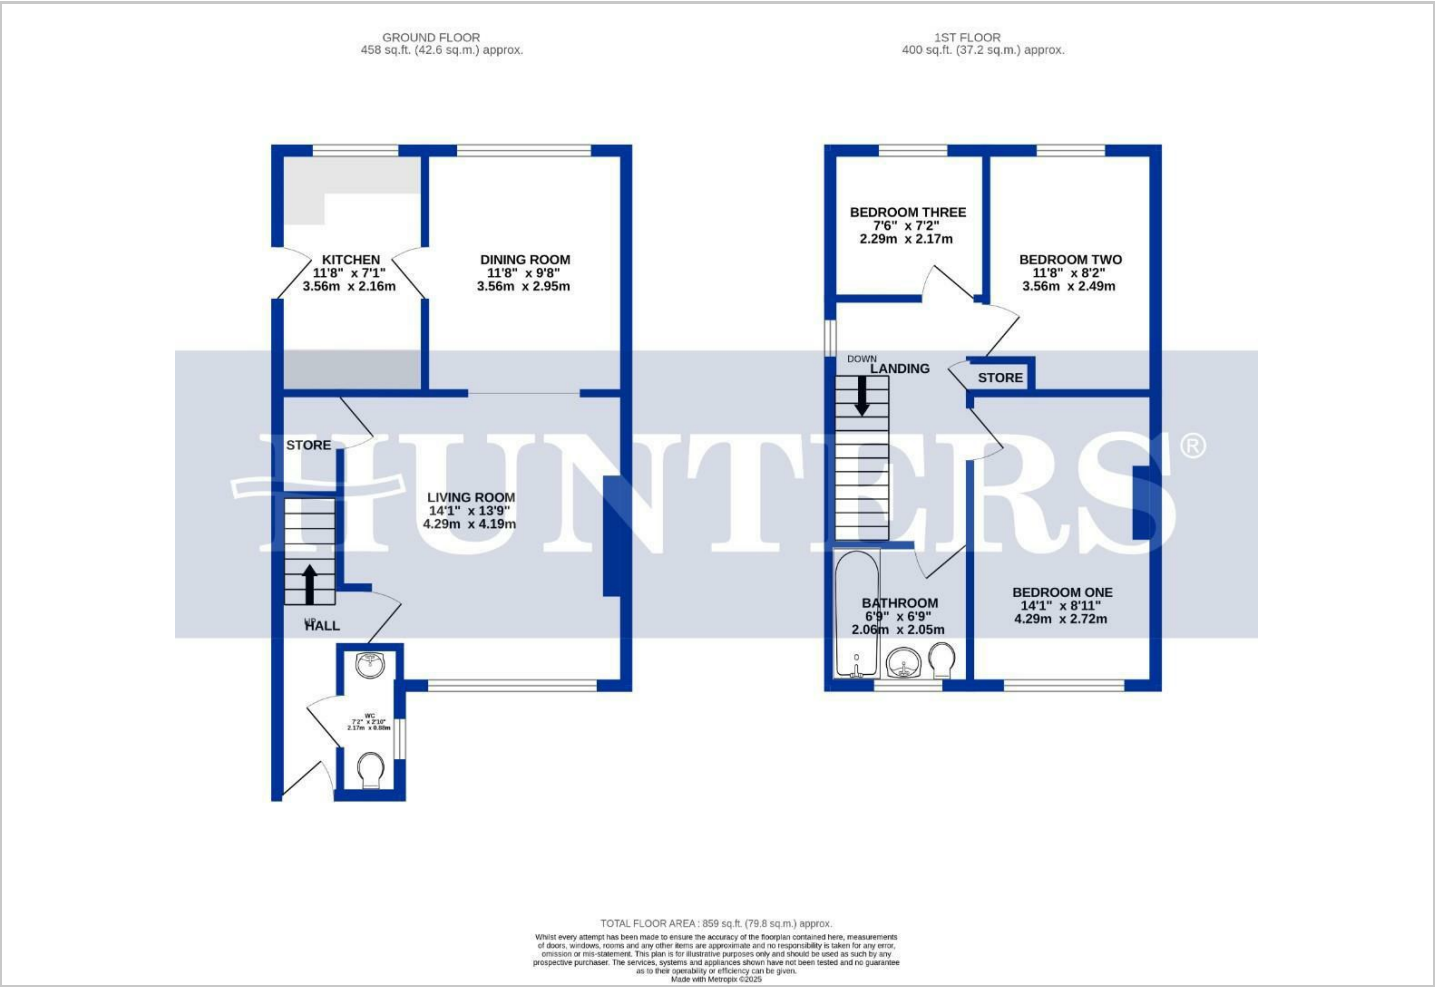 GROUND FLOOR
458 sq.ft. (42.6 sq.m.) approx.
1ST FLOOR
400 sq.ft. (37.2 sq.m.) approx.
KITCHEN
11'8" x 7'1"
3.56m x 2.16m
DINING ROOM
11'8" x 9'8"
3.56m x 2.95m
STORE
LIVING ROOM
14'1" x 13'9"
4.29m x 4.19m
UP
HALL
WC
7'2" x 2'10"
2.17m x 0.88m
BEDROOM THREE
7'6" x 7'2"
2.29m x 2.17m
BEDROOM TWO
11'8" x 8'2"
3.56m x 2.49m
DOWN
LANDING
STORE
BEDROOM ONE
14'1" x 8'11"
4.29m x 2.72m
BATHROOM
6'9" x 6'9"
2.06m x 2.05m
HUNTERS®
TOTAL FLOOR AREA : 859 sq.ft. (79.8 sq.m.) approx.
Whilst every attempt has been made to ensure the accuracy of the floorplan contained here, measurements
of doors, windows, rooms and any other items are approximate and no responsibility is taken for any error,
omission or mis-statement. This plan is for illustrative purposes only and should be used as such by any
prospective purchaser. The services, systems and appliances shown have not been tested and no guarantee
as to their operability or efficiency can be given.
Made with Metropix ©2025